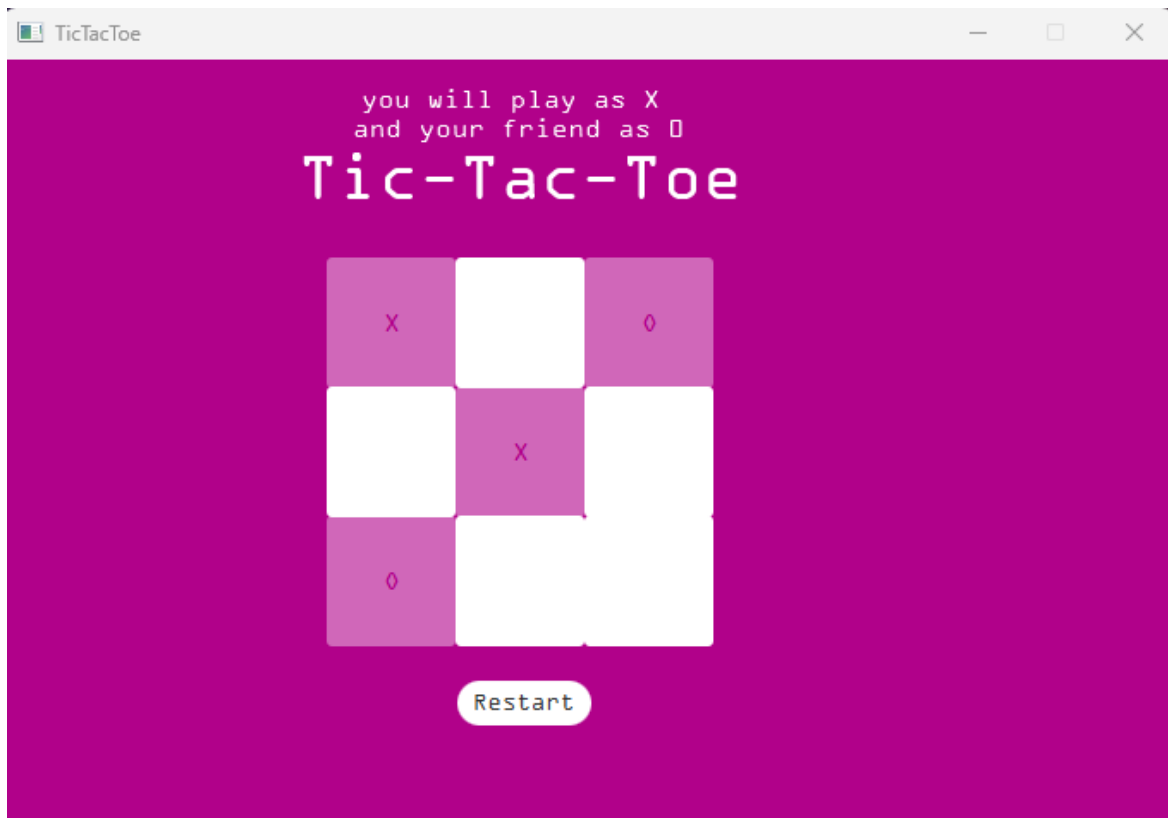 TicTacToe
you will play as X
and your friend as O
Tic-Tac-Toe
X O
X
O
Restart